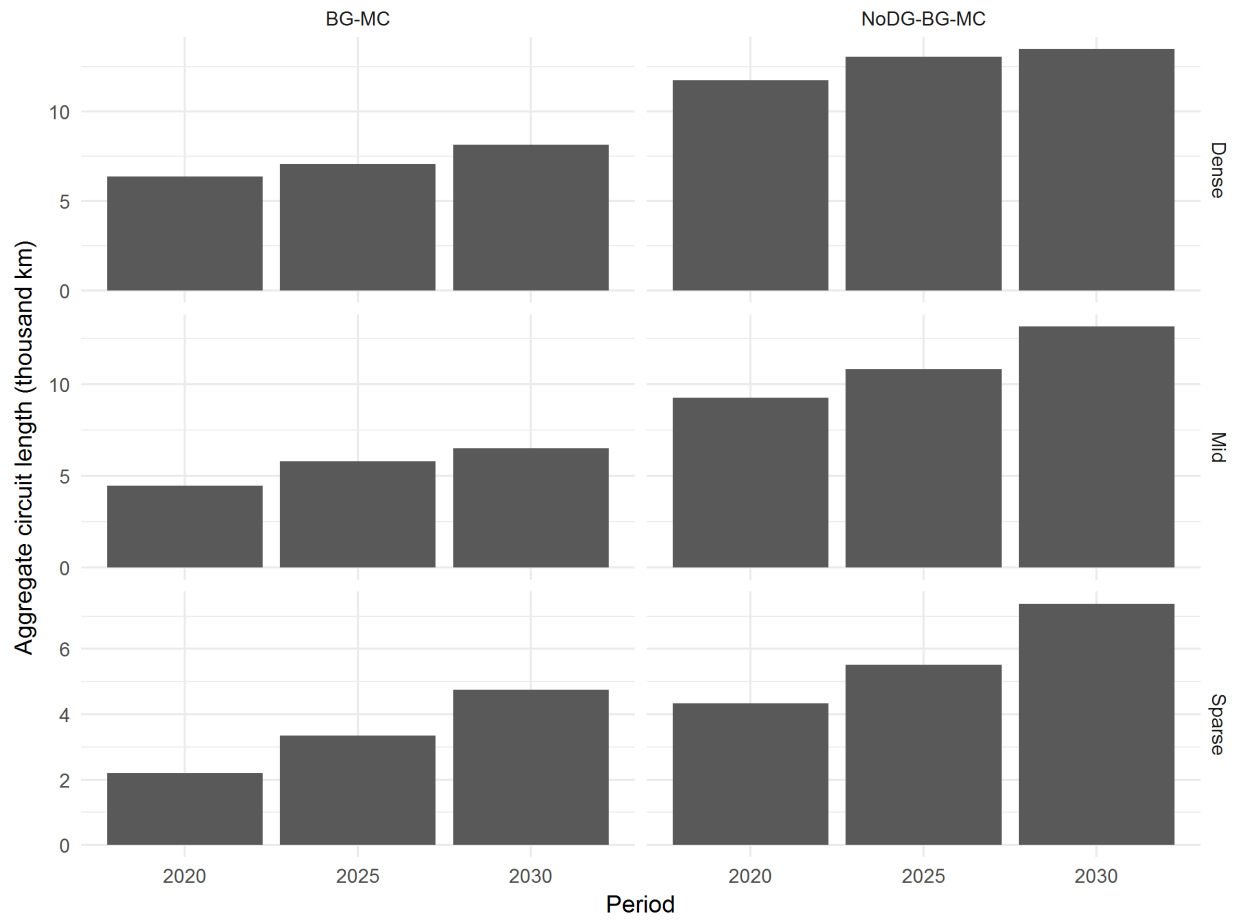 BG-MC NoDG-BG-MC
10
5
0
Dense
10
5
0
Mid
6
4
2
0
Sparse
Aggregate circuit length (thousand km)
2020 2025 2030 2020 2025 2030
Period